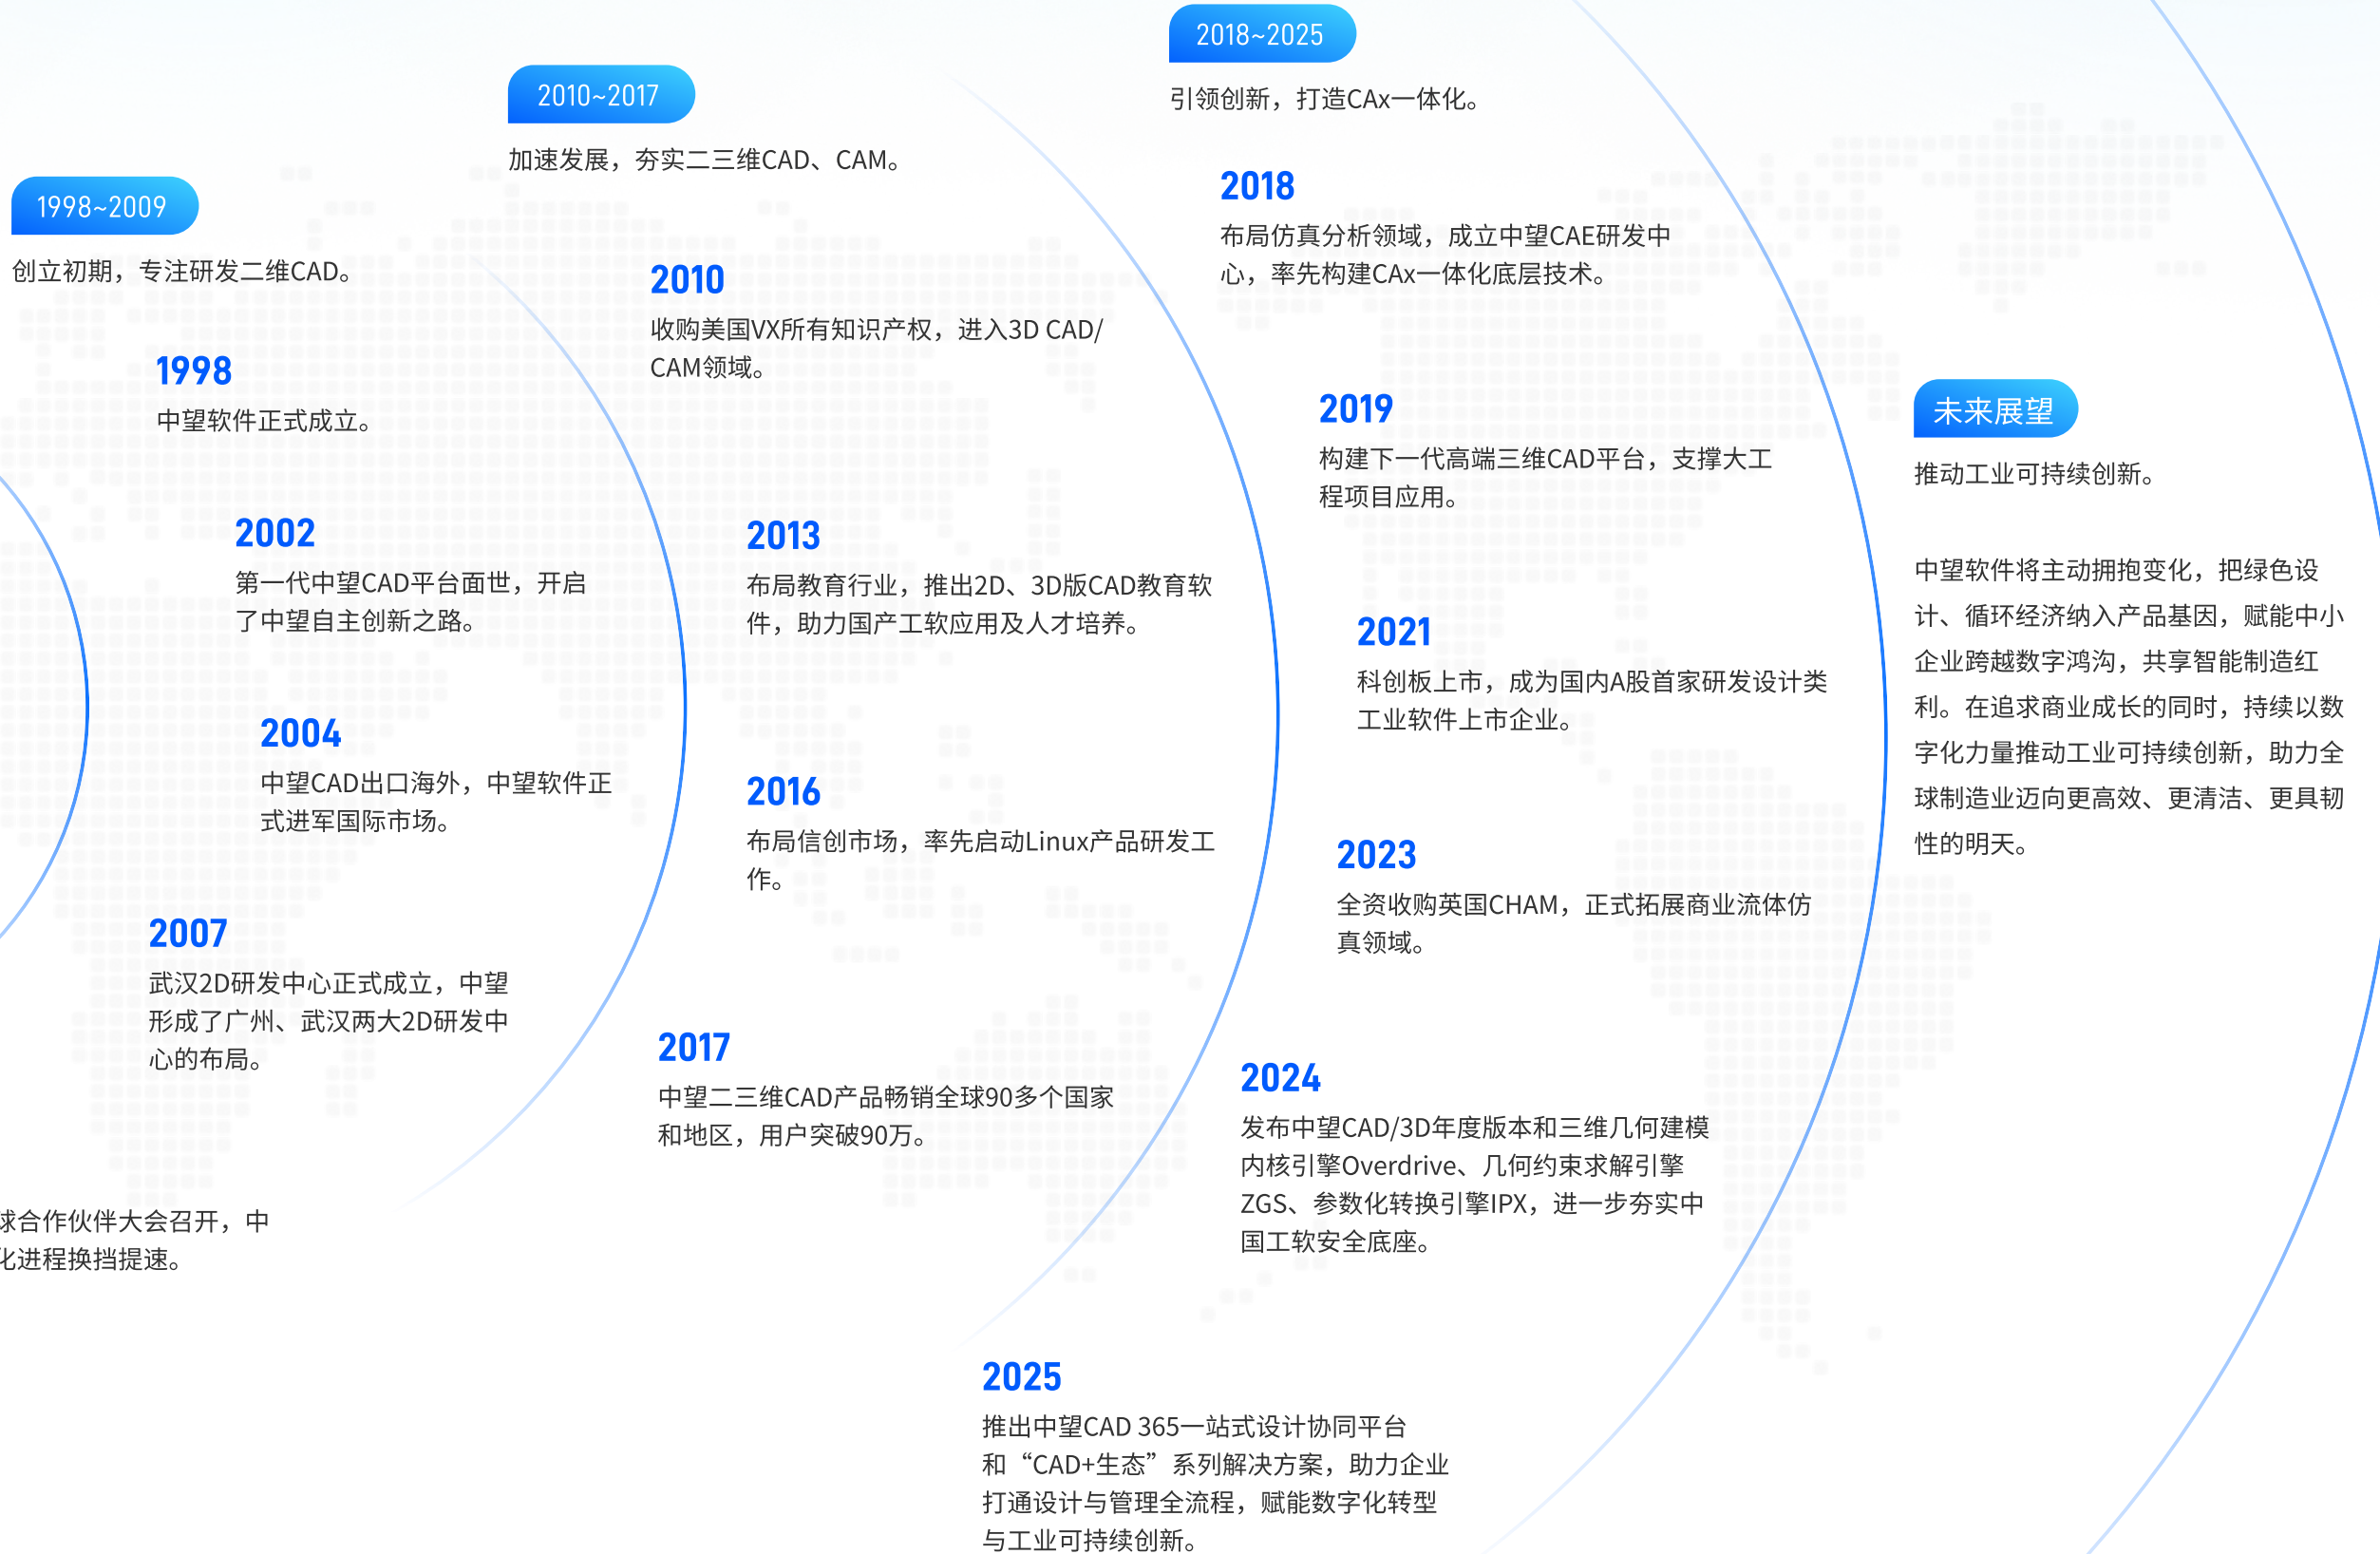 1998~2009
创立初期，专注研发二维CAD。
1998
中望软件正式成立。
2002
第一代中望CAD平台面世，开启
了中望自主创新之路。
2004
中望CAD出口海外，中望软件正
式进军国际市场。
2007
武汉2D研发中心正式成立，中望
形成了广州、武汉两大2D研发中
心的布局。
球合作伙伴大会召开，中
化进程换挡提速。
2010~2017
加速发展，夯实二三维CAD、CAM。
2010
收购美国VX所有知识产权，进入3D CAD/
CAM领域。
2013
布局教育行业，推出2D、3D版CAD教育软
件，助力国产工软应用及人才培养。
2016
布局信创市场，率先启动Linux产品研发工
作。
2017
中望二三维CAD产品畅销全球90多个国家
和地区，用户突破90万。
2018~2025
引领创新，打造CAx一体化。
2018
布局仿真分析领域，成立中望CAE研发中
心，率先构建CAx一体化底层技术。
2019
构建下一代高端三维CAD平台，支撑大工
程项目应用。
2021
科创板上市，成为国内A股首家研发设计类
工业软件上市企业。
2023
全资收购英国CHAM，正式拓展商业流体仿
真领域。
2024
发布中望CAD/3D年度版本和三维几何建模
内核引擎Overdrive、几何约束求解引擎
ZGS、参数化转换引擎IPX，进一步夯实中
国工软安全底座。
2025
推出中望CAD 365一站式设计协同平台
和“CAD+生态”系列解决方案，助力企业
打通设计与管理全流程，赋能数字化转型
与工业可持续创新。
未来展望
推动工业可持续创新。
中望软件将主动拥抱变化，把绿色设
计、循环经济纳入产品基因，赋能中小
企业跨越数字鸿沟，共享智能制造红
利。在追求商业成长的同时，持续以数
字化力量推动工业可持续创新，助力全
球制造业迈向更高效、更清洁、更具韧
性的明天。